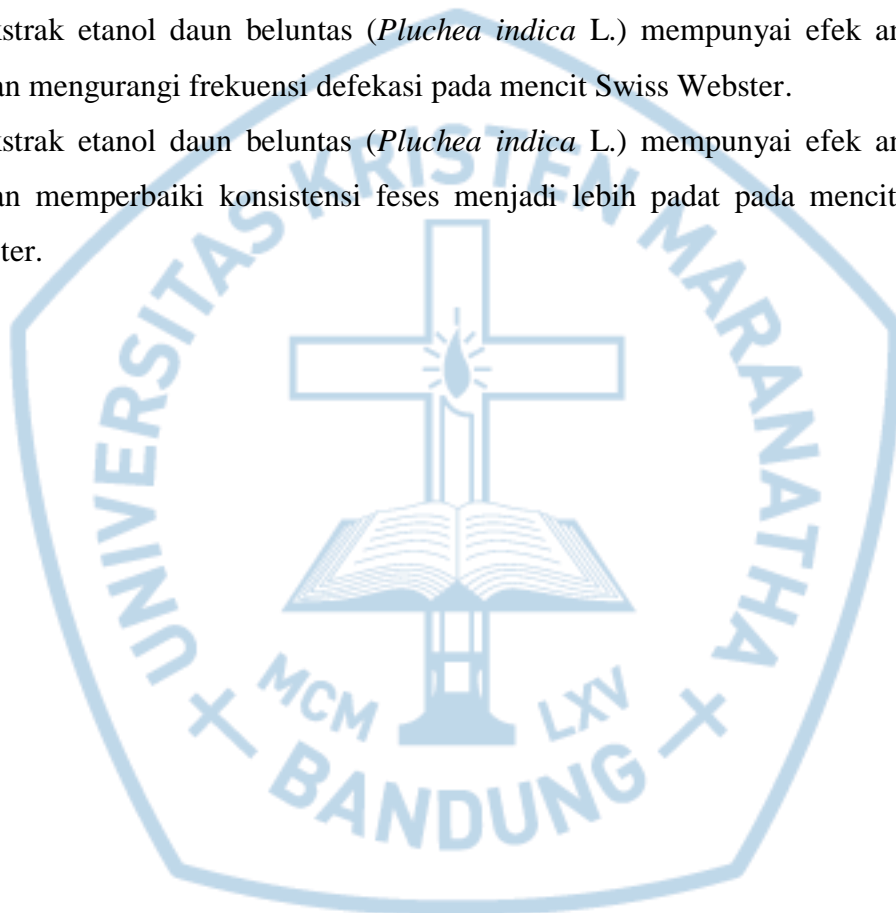 kstrak etanol daun beluntas (Pluchea indica L.) mempunyai efek an
an mengurangi frekuensi defekasi pada mencit Swiss Webster.
kstrak etanol daun beluntas (Pluchea indica L.) mempunyai efek an
an memperbaiki konsistensi feses menjadi lebih padat pada mencit
ter.
UNIVERSITAS KRISTEN MARANATHA
MCM LXV
BANDUNG